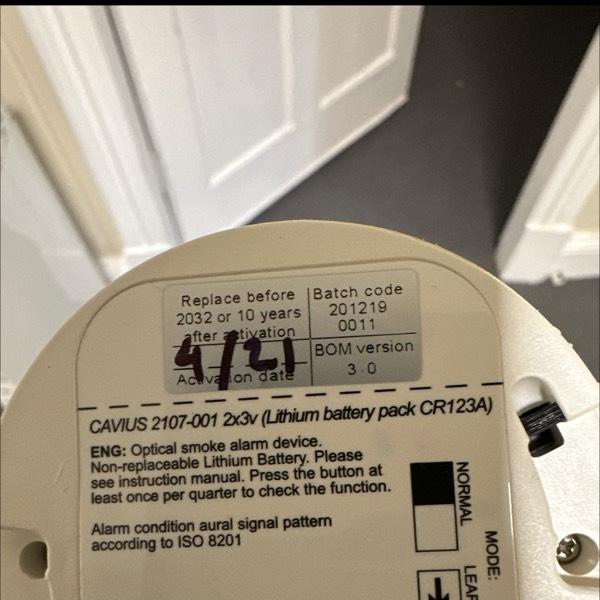 Replace before
2032 or 10 years
after activation
4/21
Activation date
Batch code
201219
0011
BOM version
3.0
CAVIUS 2107-001 2x3v (Lithium battery pack CR123A)
ENG: Optical smoke alarm device.
Non-replaceable Lithium Battery. Please
see instruction manual. Press the button at
least once per quarter to check the function.
Alarm condition aural signal pattern
according to ISO 8201
NORMAL
MODE: